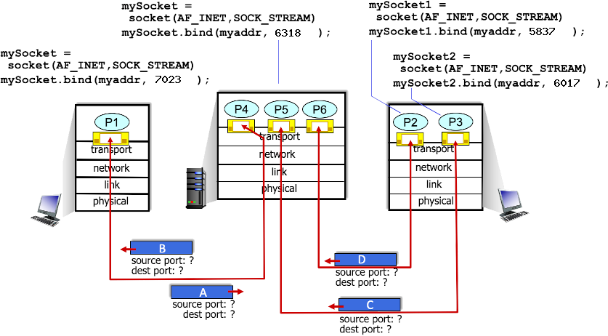 mySocket =
socket(AF_INET,SOCK_STREAM)
mySocket.bind(myaddr, 6318 );
mySocket1 =
socket(AF_INET,SOCK_STREAM)
mySocket1.bind(myaddr, 5837 );
mySocket =
socket(AF_INET,SOCK_STREAM)
mySocket.bind(myaddr, 7023 );
mySocket2 =
socket(AF_INET,SOCK_STREAM)
mySocket2.bind(myaddr, 6017 );
P1
transport
network
link
physical
P4 P5 P6
transport
network
link
physical
P2 P3
transport
network
link
physical
B
source port: ?
dest port: ?
A
source port: ?
dest port: ?
D
source port: ?
dest port: ?
C
source port: ?
dest port: ?